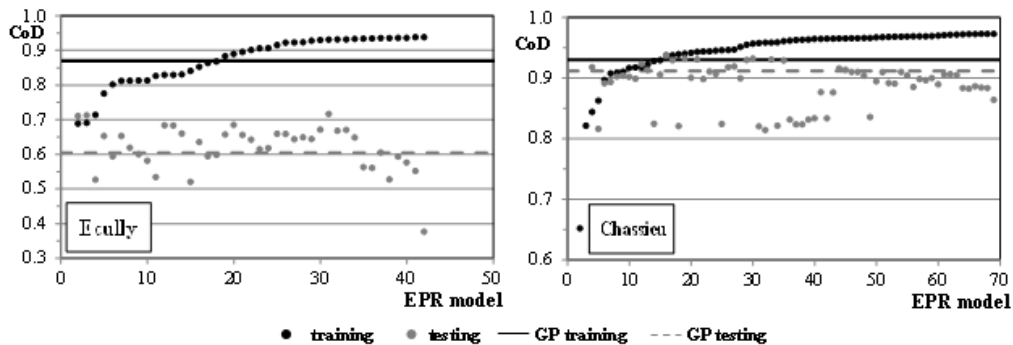 1.0
CoD
0.9
0.8
0.7
0.6
0.5
0.4
0.3
Ecully
0 10 20 30 40 50
EPR model
1.0
CoD
0.9
0.8
0.7
0.6
Chassieu
0 10 20 30 40 50 60 70
EPR model
training testing GP training GP testing